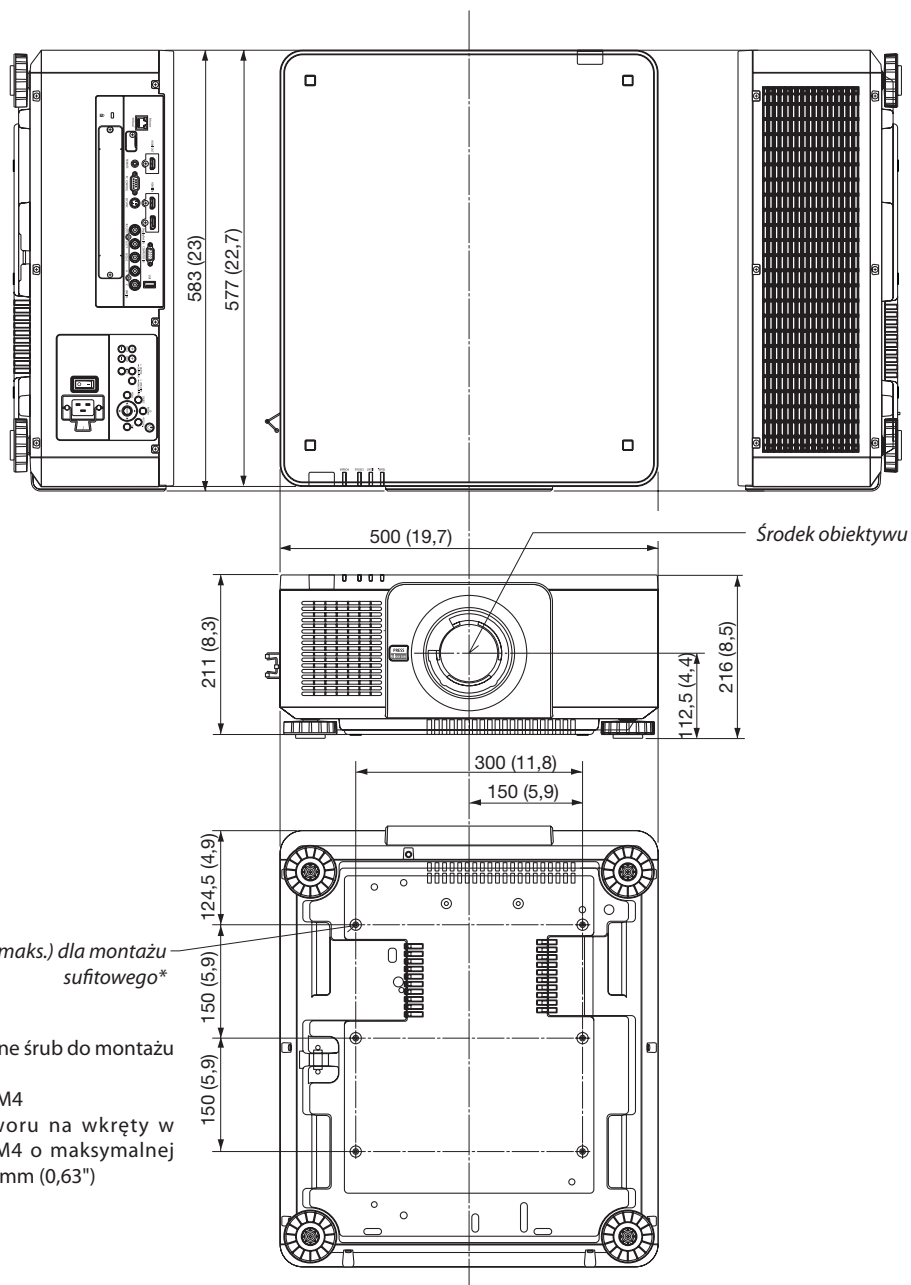 583 (23)
577 (22,7)
500 (19,7)
Środek obiektywu
PRESS
211 (8,3)
112,5 (4,4)
216 (8,5)
300 (11,8)
150 (5,9)
124,5 (4,9)
150 (5,9)
150 (5,9)
maks.) dla montażu
sufitowego*
ne śrub do montażu
M4
woru na wkręty w
M4 o maksymalnej
mm (0,63")